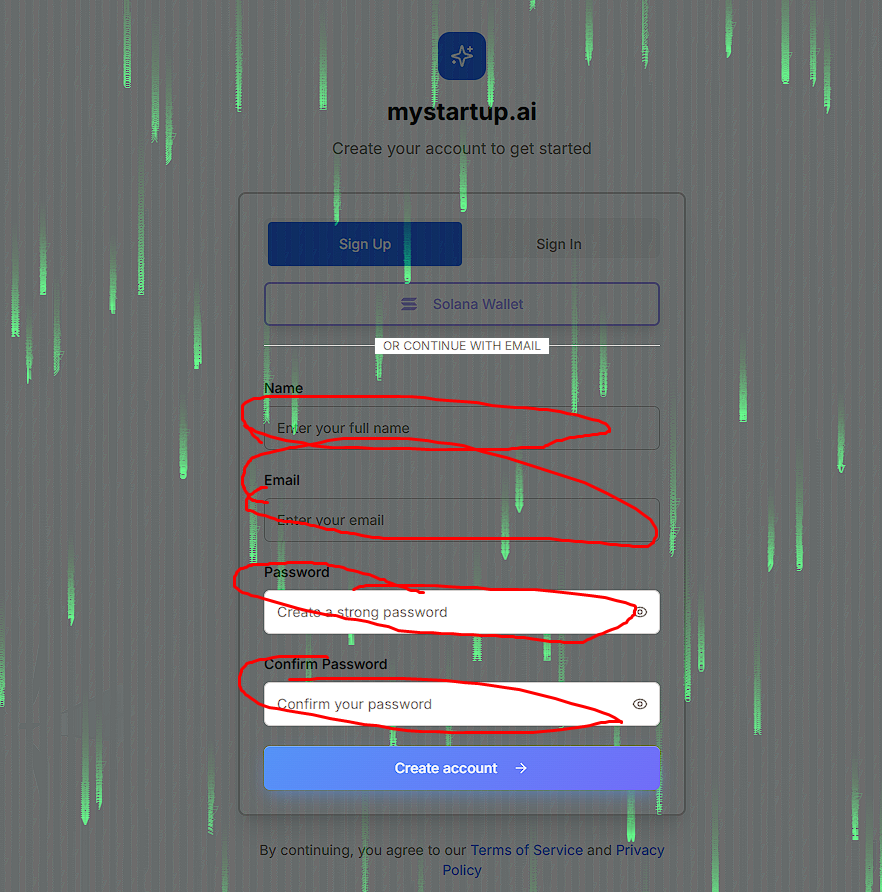 mystartup.ai
Create your account to get started
Sign Up
Sign In
Solana Wallet
OR CONTINUE WITH EMAIL
Name
Enter your full name
Email
Enter your email
Password
Create a strong password
Confirm Password
Confirm your password
Create account →
By continuing, you agree to our Terms of Service and Privacy
Policy